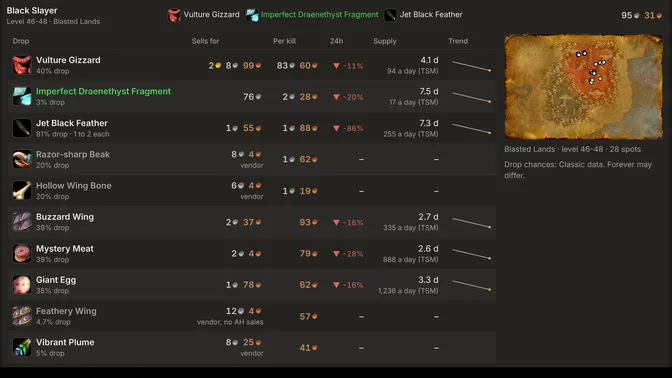 Black Slayer
Level 46-48 · Blasted Lands
Vulture Gizzard Imperfect Draenethyst Fragment Jet Black Feather
95 31
Drop Sells for Per kill 24h Supply Trend
Vulture Gizzard 2 8 99 83 60 ▼ -11% 4.1 d
40% drop 94 a day (TSM)
Imperfect Draenethyst Fragment 76 2 28 ▼ -20% 7.5 d
3% drop 17 a day (TSM)
Jet Black Feather 1 55 1 88 ▼ -86% 7.3 d
81% drop · 1 to 2 each 255 a day (TSM)
Razor-sharp Beak 8 4 1 62 – –
20% drop vendor
Hollow Wing Bone 6 4 1 19 – –
20% drop vendor
Buzzard Wing 2 37 93 ▼ -16% 2.7 d
39% drop 335 a day (TSM)
Mystery Meat 2 4 79 ▼ -28% 2.6 d
39% drop 888 a day (TSM)
Giant Egg 1 78 62 ▼ -16% 3.3 d
35% drop 1,236 a day (TSM)
Feathery Wing 12 4 57 – –
4.7% drop vendor, no AH sales
Vibrant Plume 8 25 41 – –
5% drop vendor
Blasted Lands · level 46-48 · 28 spots
Drop chances: Classic data. Forever may
differ.